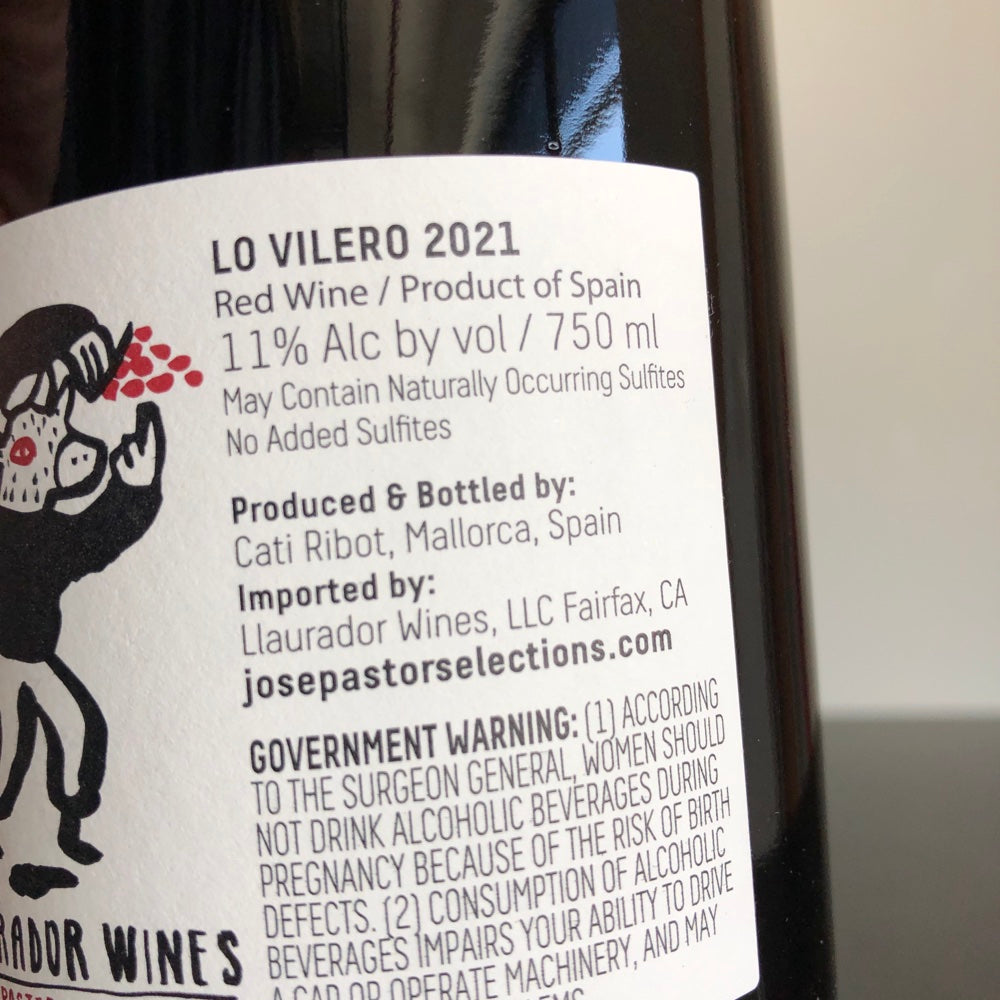 LO VILERO 2021
Red Wine / Product of Spain
11% Alc by vol / 750 ml
May Contain Naturally Occurring Sulfites
No Added Sulfites
Produced & Bottled by:
Cati Ribot, Mallorca, Spain
Imported by:
Llaurador Wines, LLC Fairfax, CA
josepastorselections.com
GOVERNMENT WARNING: (1) ACCORDING
TO THE SURGEON GENERAL, WOMEN SHOULD
NOT DRINK ALCOHOLIC BEVERAGES DURING
PREGNANCY BECAUSE OF THE RISK OF BIRTH
DEFECTS. (2) CONSUMPTION OF ALCOHOLIC
BEVERAGES IMPAIRS YOUR ABILITY TO DRIVE
A CAR OR OPERATE MACHINERY, AND MAY
RADOR WINES